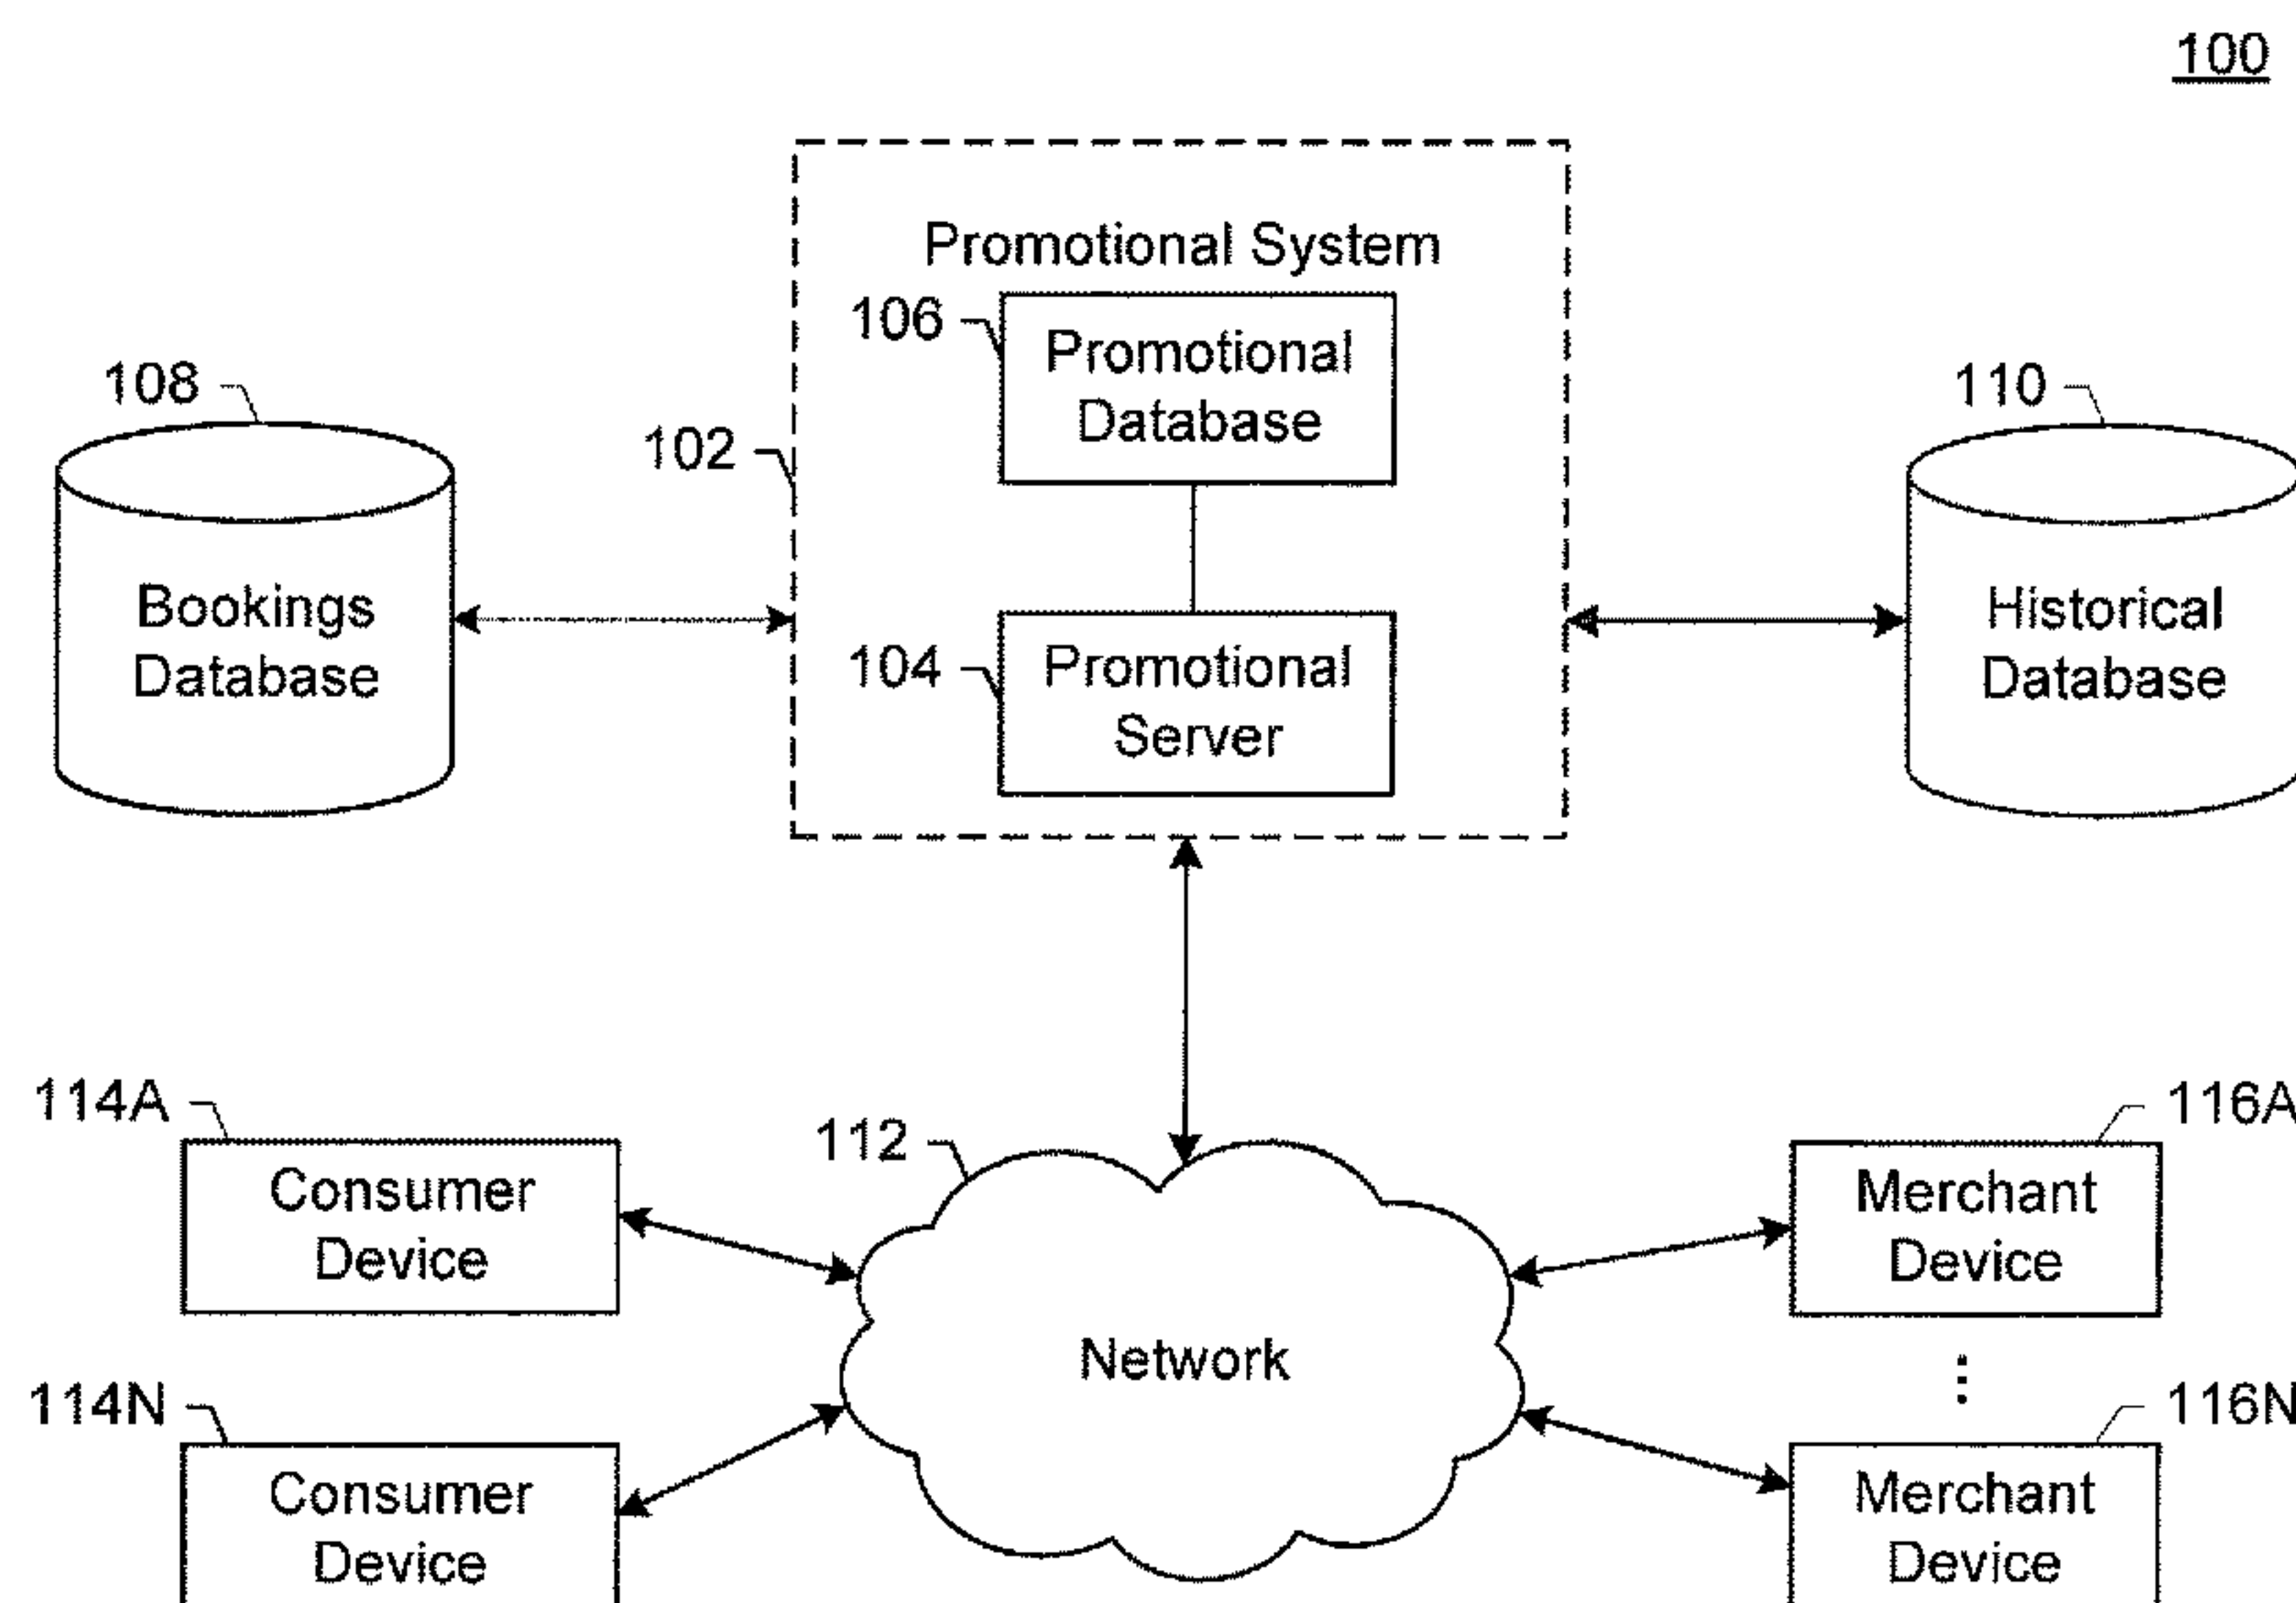 100
Promotional System
106
Promotional
Database
108
102
110
Bookings
Database
104
Promotional
Server
Historical
Database
114A
112
116A
Consumer
Device
Merchant
Device
Network
114N
116N
Consumer
Device
Merchant
Device